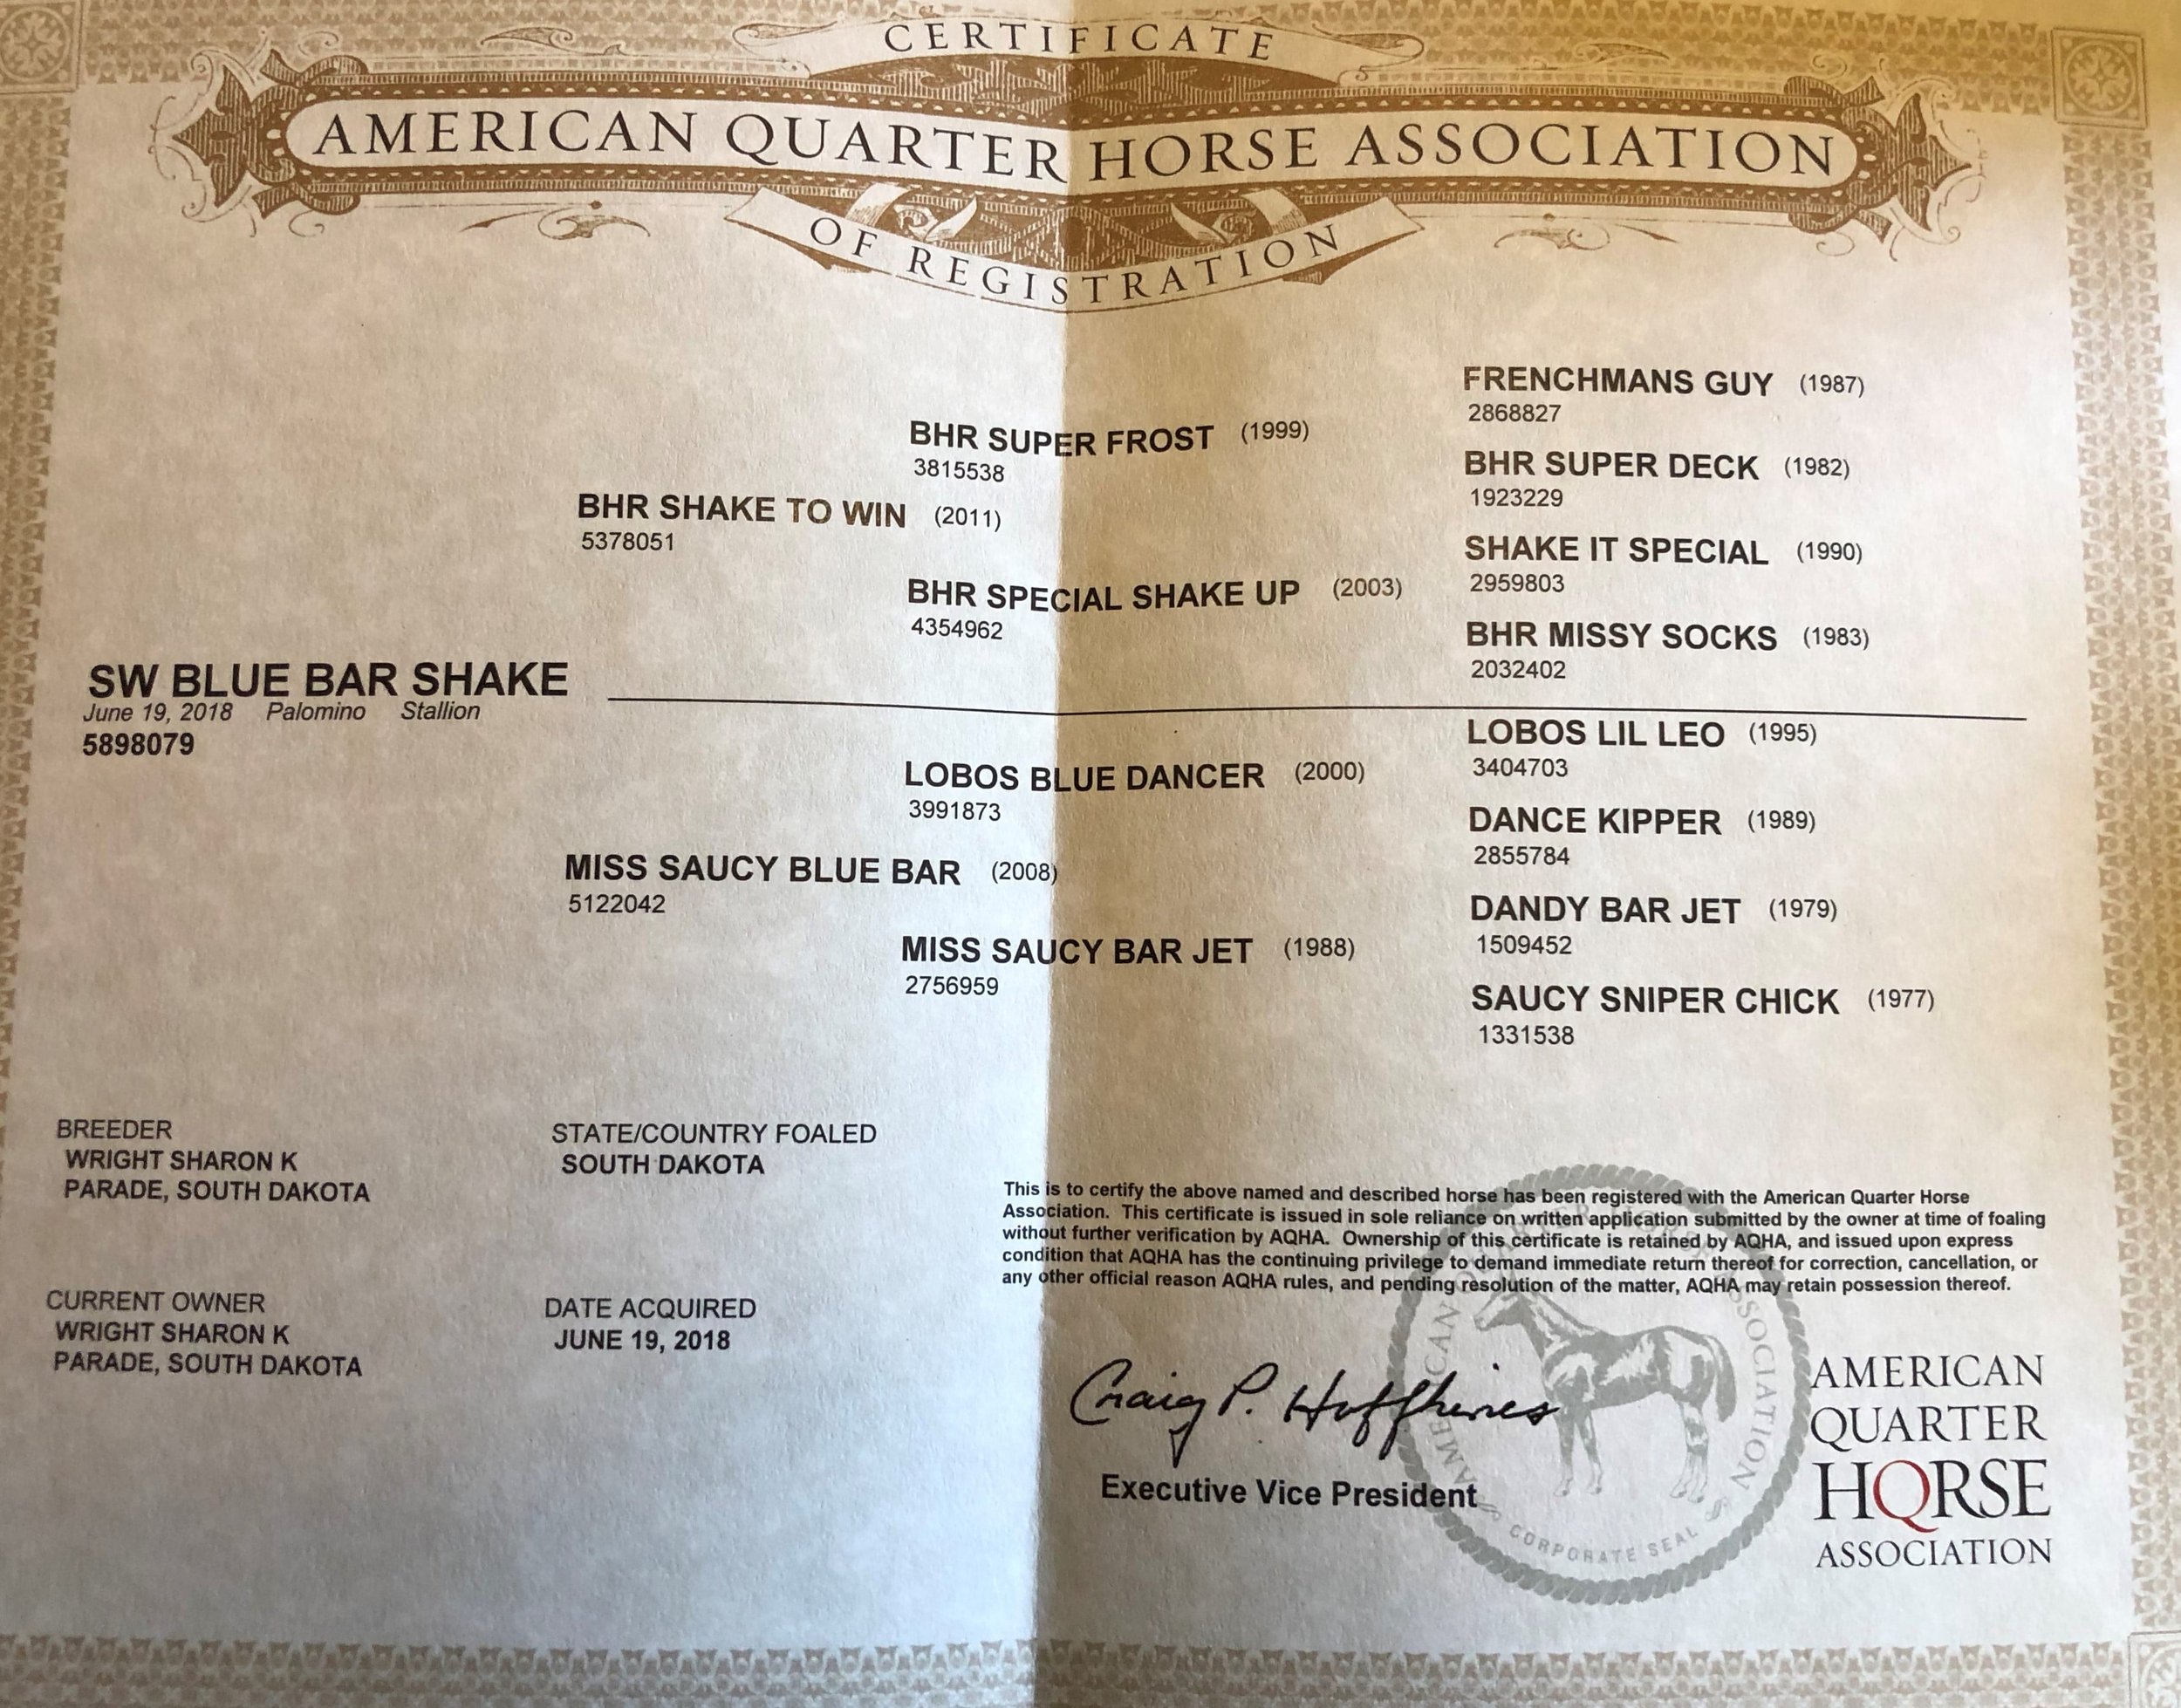 CERTIFICATE
AMERICAN QUARTER HORSE ASSOCIATION
OF REGISTRATION
FRENCHMANS GUY (1987)
2868827
BHR SUPER FROST (1999)
3815538
BHR SUPER DECK (1982)
1923229
BHR SHAKE TO WIN (2011)
5378051
SHAKE IT SPECIAL (1990)
2959803
BHR SPECIAL SHAKE UP (2003)
4354962
BHR MISSY SOCKS (1983)
2032402
SW BLUE BAR SHAKE
June 19, 2018 Palomino Stallion
5898079
LOBOS LIL LEO (1995)
3404703
LOBOS BLUE DANCER (2000)
3991873
DANCE KIPPER (1989)
2855784
MISS SAUCY BLUE BAR (2008)
5122042
DANDY BAR JET (1979)
1509452
MISS SAUCY BAR JET (1988)
2756959
SAUCY SNIPER CHICK (1977)
1331538
BREEDER
WRIGHT SHARON K
PARADE, SOUTH DAKOTA
STATE/COUNTRY FOALED
SOUTH DAKOTA
CURRENT OWNER
WRIGHT SHARON K
PARADE, SOUTH DAKOTA
DATE ACQUIRED
JUNE 19, 2018
This is to certify the above named and described horse has been registered with the American Quarter Horse
Association. This certificate is issued in sole reliance on written application submitted by the owner at time of foaling
without further verification by AQHA. Ownership of this certificate is retained by AQHA, and issued upon express
condition that AQHA has the continuing privilege to demand immediate return thereof for correction, cancellation, or
any other official reason AQHA rules, and pending resolution of the matter, AQHA may retain possession thereof.
Craig P. Huffhines
Executive Vice President
AMERICAN QUARTER HORSE ASSOCIATION
CORPORATE SEAL
AMERICAN
QUARTER
HQRSE
ASSOCIATION